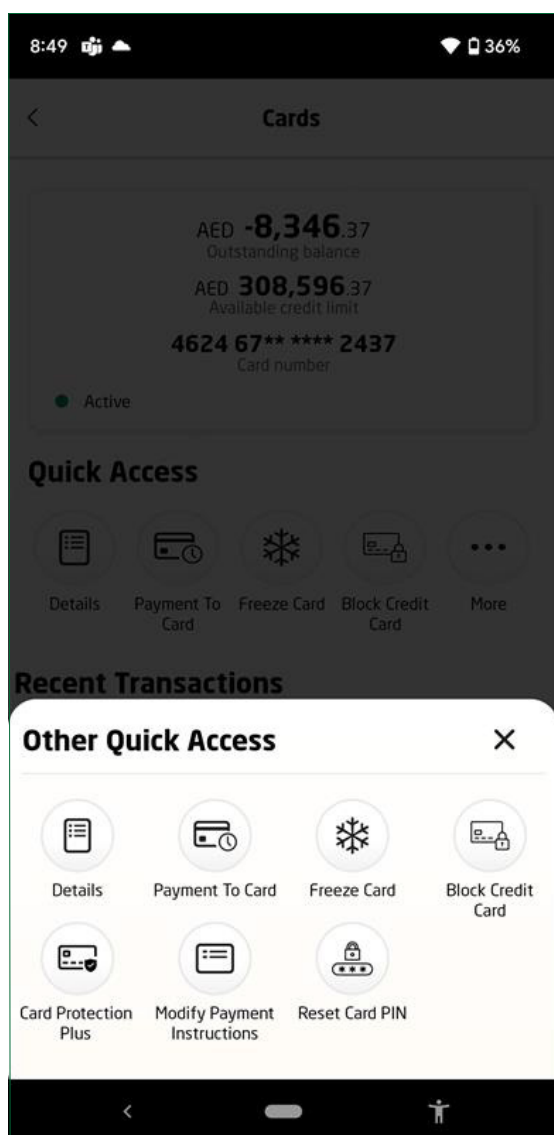 8:49 36%
Cards
AED -8,346.37
Outstanding balance
AED 308,596.37
Available credit limit
4624 67** **** 2437
Card number
Active
Quick Access
Details Payment To Freeze Card Block Credit More
Card Card
Recent Transactions
Other Quick Access
Details Payment To Card Freeze Card Block Credit
Card
Card Protection Modify Payment Reset Card PIN
Plus Instructions